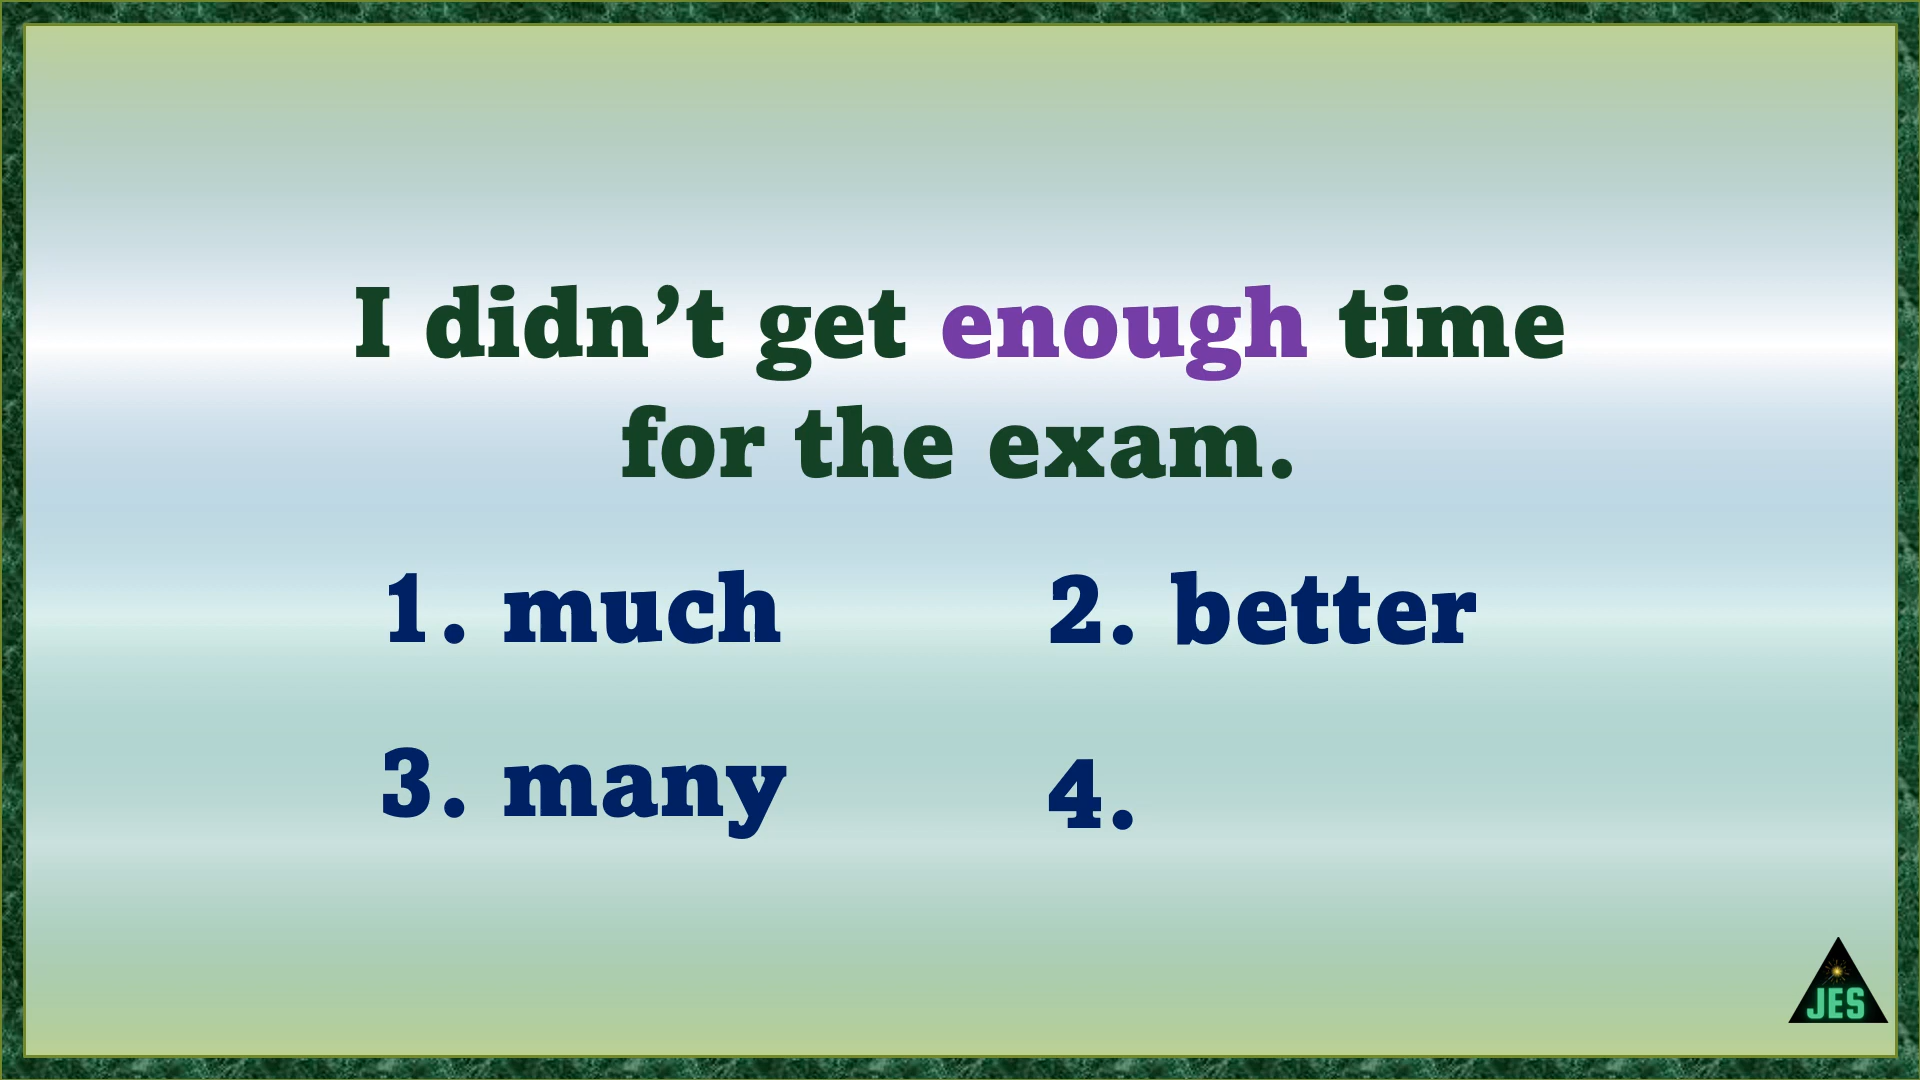 I didn’t get enough time
for the exam.
1. much
2. better
3. many
4.
JES